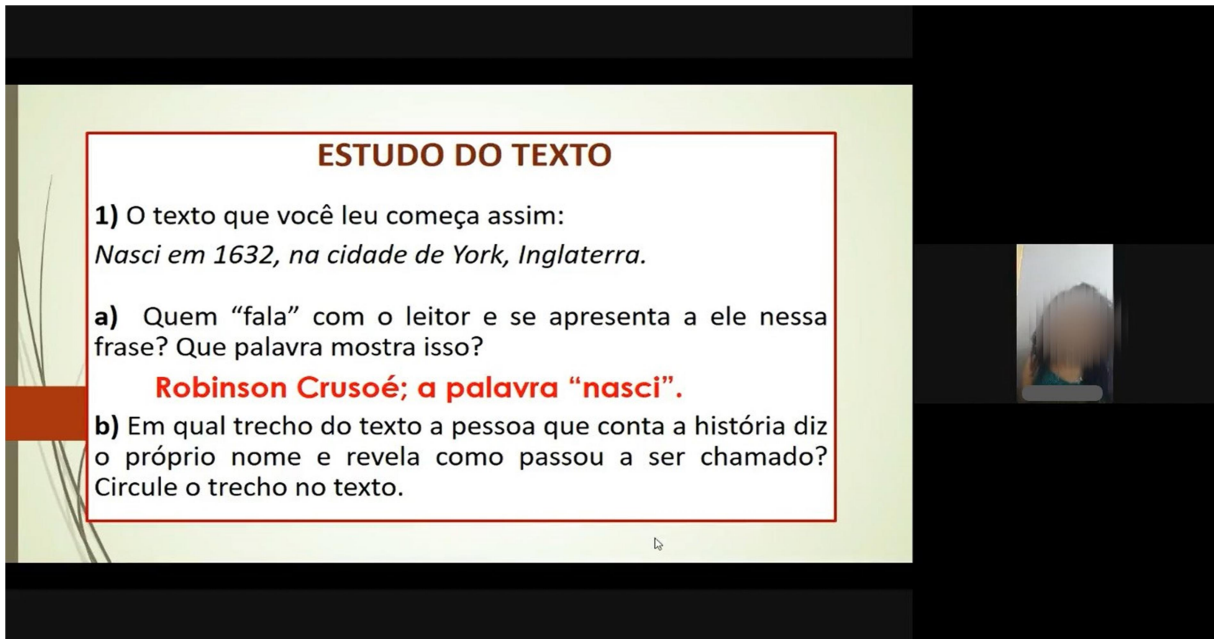 ESTUDO DO TEXTO
1) O texto que você leu começa assim:
Nasci em 1632, na cidade de York, Inglaterra.
a) Quem “fala” com o leitor e se apresenta a ele nessa
frase? Que palavra mostra isso?
Robinson Crusoé; a palavra “nasci”.
b) Em qual trecho do texto a pessoa que conta a história diz
o próprio nome e revela como passou a ser chamado?
Circule o trecho no texto.